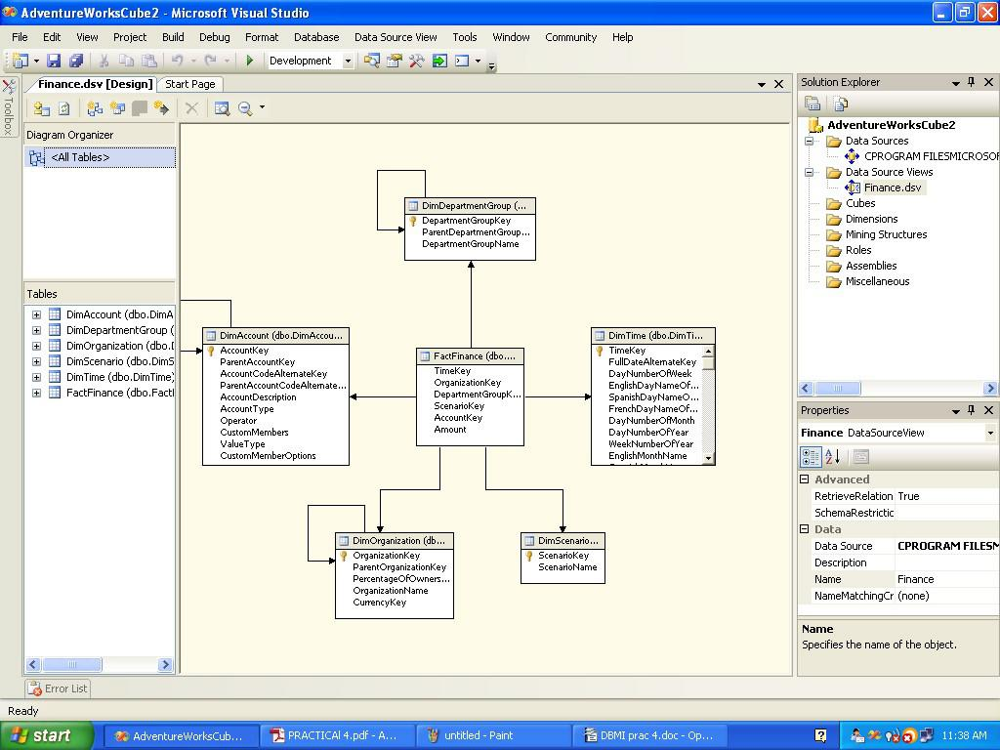 AdventureWorksCube2 - Microsoft Visual Studio
File Edit View Project Build Debug Format Database Data Source View Tools Window Community Help
Development
Toolbox
Finance.dsv [Design] Start Page
Diagram Organizer
<All Tables>
Tables
DimAccount (dbo.DimA
DimDepartmentGroup (
DimOrganization (dbo.D
DimScenario (dbo.DimS
DimTime (dbo.DimTime)
FactFinance (dbo.FactI
DimDepartmentGroup (...
DepartmentGroupKey
ParentDepartmentGroup...
DepartmentGroupName
DimAccount (dbo.DimAccou...
AccountKey
ParentAccountKey
AccountCodeAlternateKey
ParentAccountCodeAlternate...
AccountDescription
AccountType
Operator
CustomMembers
ValueType
CustomMemberOptions
FactFinance (dbo....
TimeKey
OrganizationKey
DepartmentGroupK...
ScenarioKey
AccountKey
Amount
DimTime (dbo.DimTi...
TimeKey
FullDateAlternateKey
DayNumberOfWeek
EnglishDayNameOf...
SpanishDayNameO...
FrenchDayNameOf...
DayNumberOfMonth
DayNumberOfYear
WeekNumberOfYear
EnglishMonthName
DimOrganization (db...
OrganizationKey
ParentOrganizationKey
PercentageOfOwners...
OrganizationName
CurrencyKey
DimScenario...
ScenarioKey
ScenarioName
Solution Explorer
AdventureWorksCube2
Data Sources
CPROGRAM FILESMICROSOF
Data Source Views
Finance.dsv
Cubes
Dimensions
Mining Structures
Roles
Assemblies
Miscellaneous
Properties
Finance DataSourceView
Advanced
RetrieveRelation True
SchemaRestrictic
Data
Data Source CPROGRAM FILESM
Description
Name Finance
NameMatchingCr (none)
Name
Specifies the name of the object.
Error List
Ready
start AdventureWorksCub... PRACTICAl 4.pdf - A... untitled - Paint DBMI prac 4.doc - Op... 11:38 AM